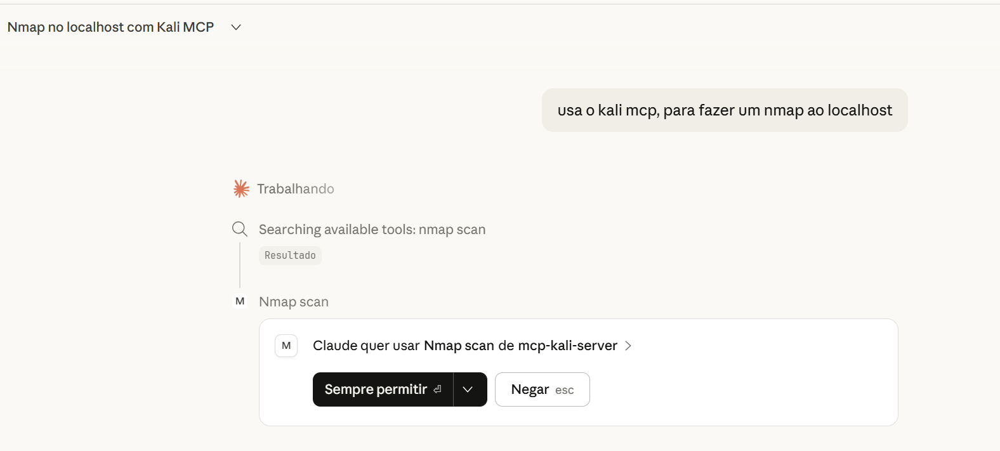 Nmap no localhost com Kali MCP
usa o kali mcp, para fazer um nmap ao localhost
Trabalhando
Searching available tools: nmap scan
Resultado
M Nmap scan
M Claude quer usar Nmap scan de mcp-kali-server
Sempre permitir Negar esc